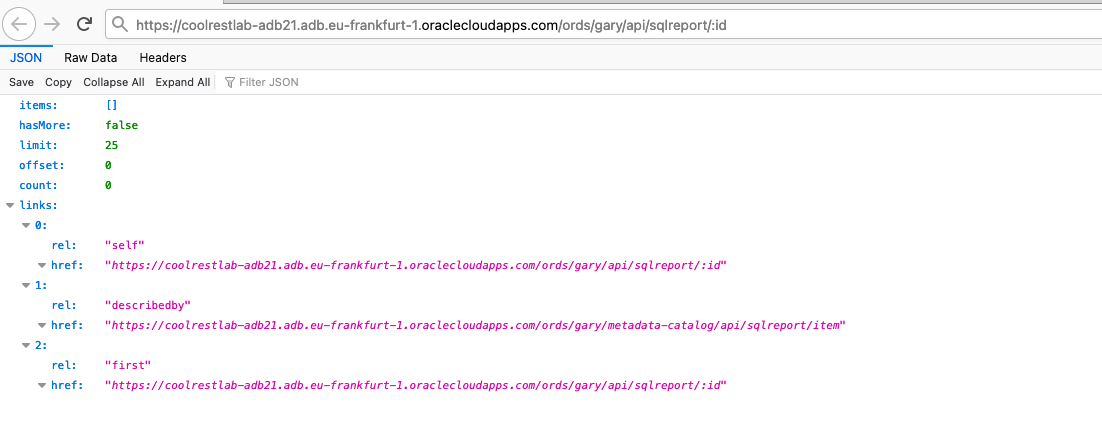 https://coolrestlab-adb21.adb.eu-frankfurt-1.oraclecloudapps.com/ords/gary/api/sqlreport/:id
JSON Raw Data Headers
Save Copy Collapse All Expand All Filter JSON
items: []
hasMore: false
limit: 25
offset: 0
count: 0
links:
0:
rel: "self"
href: "https://coolrestlab-adb21.adb.eu-frankfurt-1.oraclecloudapps.com/ords/gary/api/sqlreport/:id"
1:
rel: "describedby"
href: "https://coolrestlab-adb21.adb.eu-frankfurt-1.oraclecloudapps.com/ords/gary/metadata-catalog/api/sqlreport/item"
2:
rel: "first"
href: "https://coolrestlab-adb21.adb.eu-frankfurt-1.oraclecloudapps.com/ords/gary/api/sqlreport/:id"